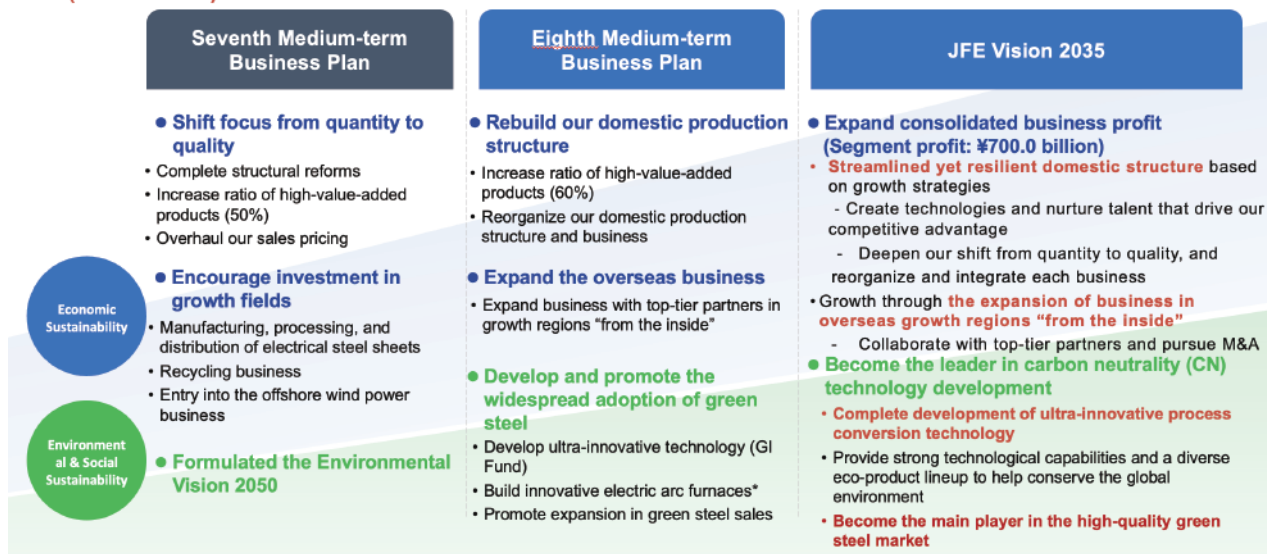 Seventh Medium-term
Business Plan
Eighth Medium-term
Business Plan
JFE Vision 2035
Economic
Sustainability
Environment
al & Social
Sustainability
● Shift focus from quantity to
quality
• Complete structural reforms
• Increase ratio of high-value-added
products (50%)
• Overhaul our sales pricing
● Encourage investment in
growth fields
• Manufacturing, processing, and
distribution of electrical steel sheets
• Recycling business
• Entry into the offshore wind power
business
● Formulated the Environmental
Vision 2050
● Rebuild our domestic production
structure
• Increase ratio of high-value-added
products (60%)
• Reorganize our domestic production
structure and business
● Expand the overseas business
• Expand business with top-tier partners in
growth regions “from the inside”
● Develop and promote the
widespread adoption of green
steel
• Develop ultra-innovative technology (GI
Fund)
• Build innovative electric arc furnaces*
• Promote expansion in green steel sales
● Expand consolidated business profit
(Segment profit: ¥700.0 billion)
• Streamlined yet resilient domestic structure based
on growth strategies
- Create technologies and nurture talent that drive our
competitive advantage
- Deepen our shift from quantity to quality, and
reorganize and integrate each business
• Growth through the expansion of business in
overseas growth regions “from the inside”
- Collaborate with top-tier partners and pursue M&A
● Become the leader in carbon neutrality (CN)
technology development
• Complete development of ultra-innovative process
conversion technology
• Provide strong technological capabilities and a diverse
eco-product lineup to help conserve the global
environment
• Become the main player in the high-quality green
steel market